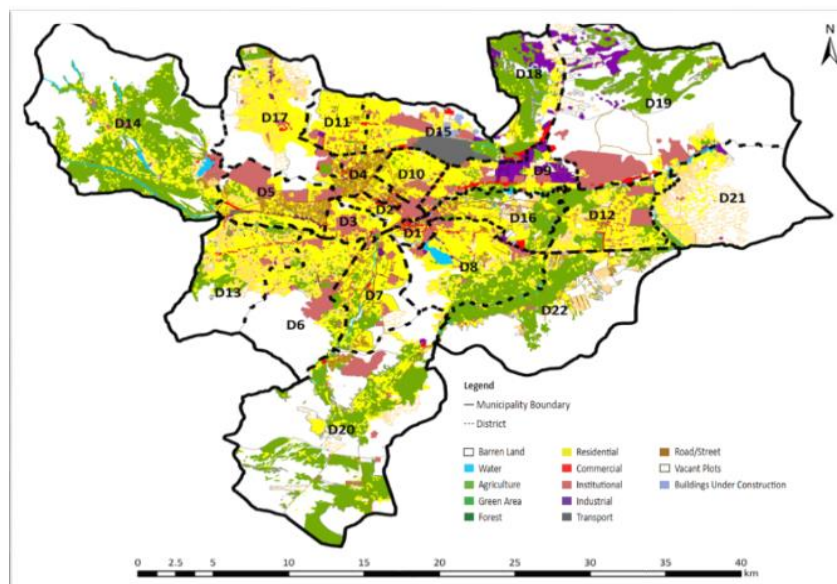 N
D18
D19
D14
D17
D11
D15
D4
D10
D9
D5
D21
D2
D3
D16
D12
D1
D8
D13
D7
D22
D6
D20
Legend
Municipality Boundary
District
Barren Land
Water
Agriculture
Green Area
Forest
Residential
Commercial
Institutional
Industrial
Transport
Road/Street
Vacant Plots
Buildings Under Construction
0 2.5 5 10 15 20 25 30 35 40
km